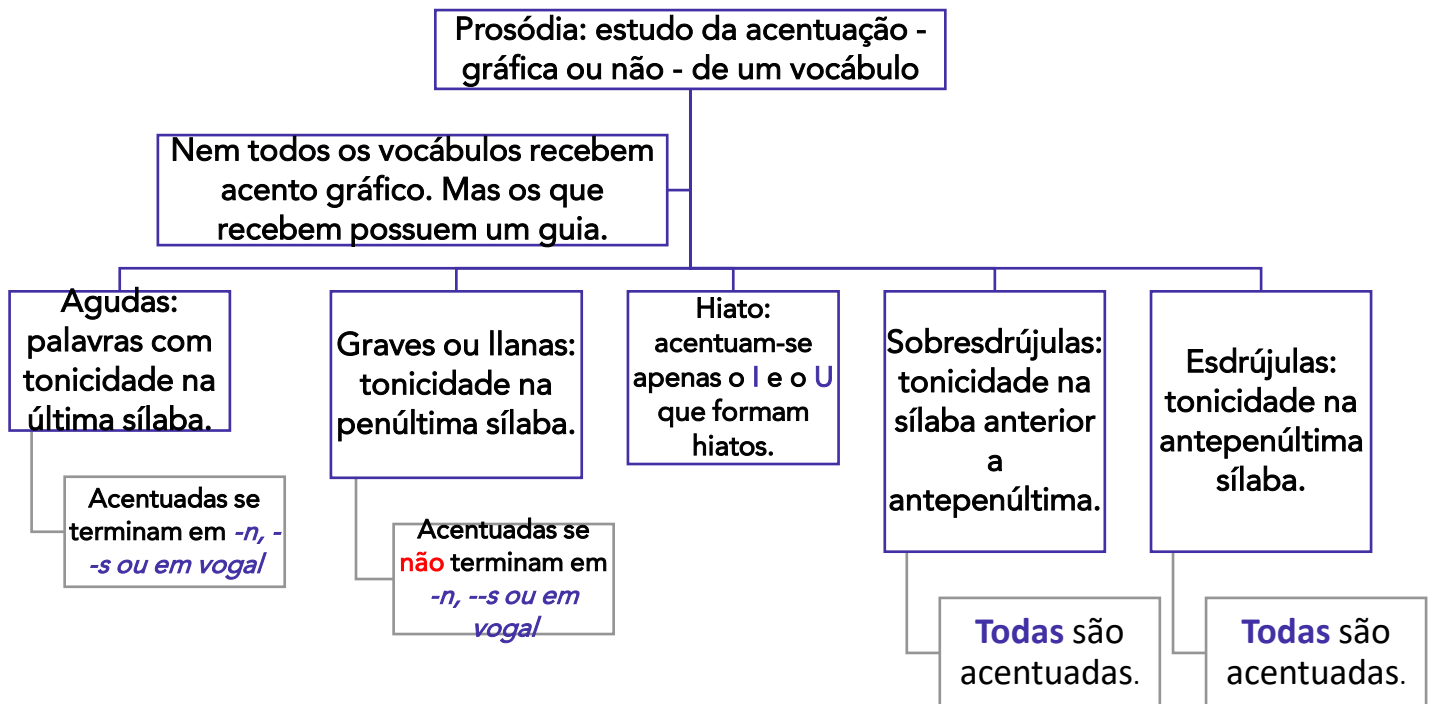 Prosódia: estudo da acentuação -
gráfica ou não - de um vocábulo
Nem todos os vocábulos recebem
acento gráfico. Mas os que
recebem possuem um guia.
Agudas:
palavras com
tonicidade na
última sílaba.
Acentuadas se
terminam em -n, -
-s ou em vogal
Graves ou llanas:
tonicidade na
penúltima sílaba.
Acentuadas se
não terminam em
-n, --s ou em
vogal
Hiato:
acentuam-se
apenas o I e o U
que formam
hiatos.
Sobresdrújulas:
tonicidade na
sílaba anterior
a
antepenúltima.
Todas são
acentuadas.
Esdrújulas:
tonicidade na
antepenúltima
sílaba.
Todas são
acentuadas.